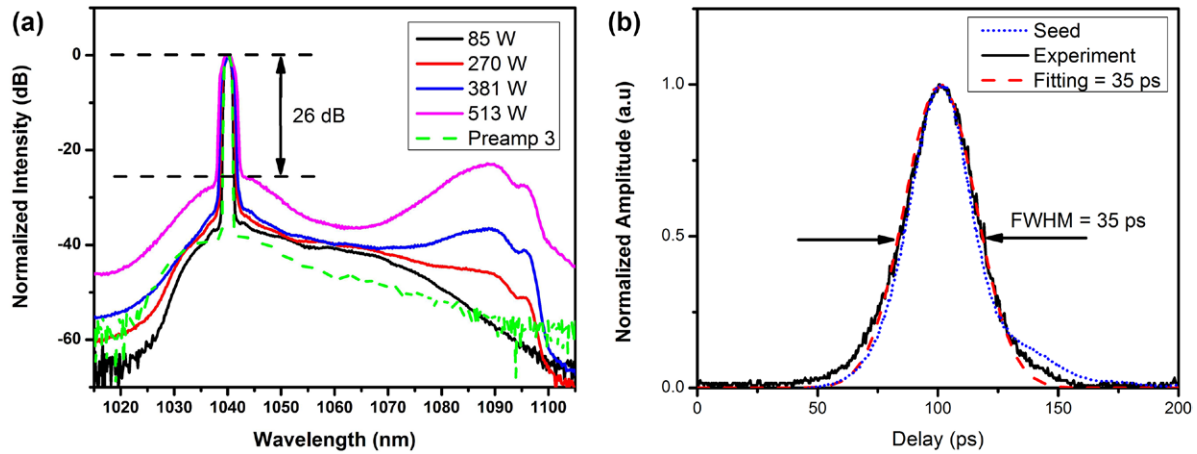 (a)
85 W
270 W
381 W
513 W
Preamp 3
26 dB
0
-20
-40
-60
Normalized Intensity (dB)
1020 1030 1040 1050 1060 1070 1080 1090 1100
Wavelength (nm)
(b)
Seed
Experiment
Fitting = 35 ps
FWHM = 35 ps
1.0
0.5
0.0
Normalized Amplitude (a.u)
0 50 100 150 200
Delay (ps)